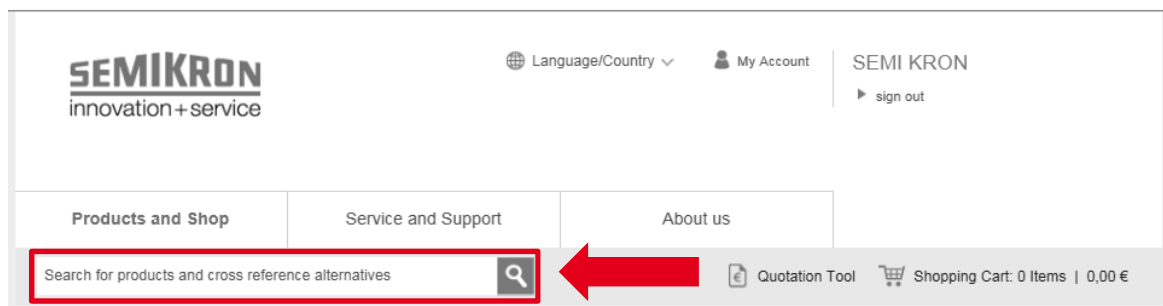 SEMIKRON
innovation+service
Language/Country
My Account
SEMI KRON
sign out
Products and Shop
Service and Support
About us
Search for products and cross reference alternatives
Quotation Tool
Shopping Cart: 0 Items | 0,00 €